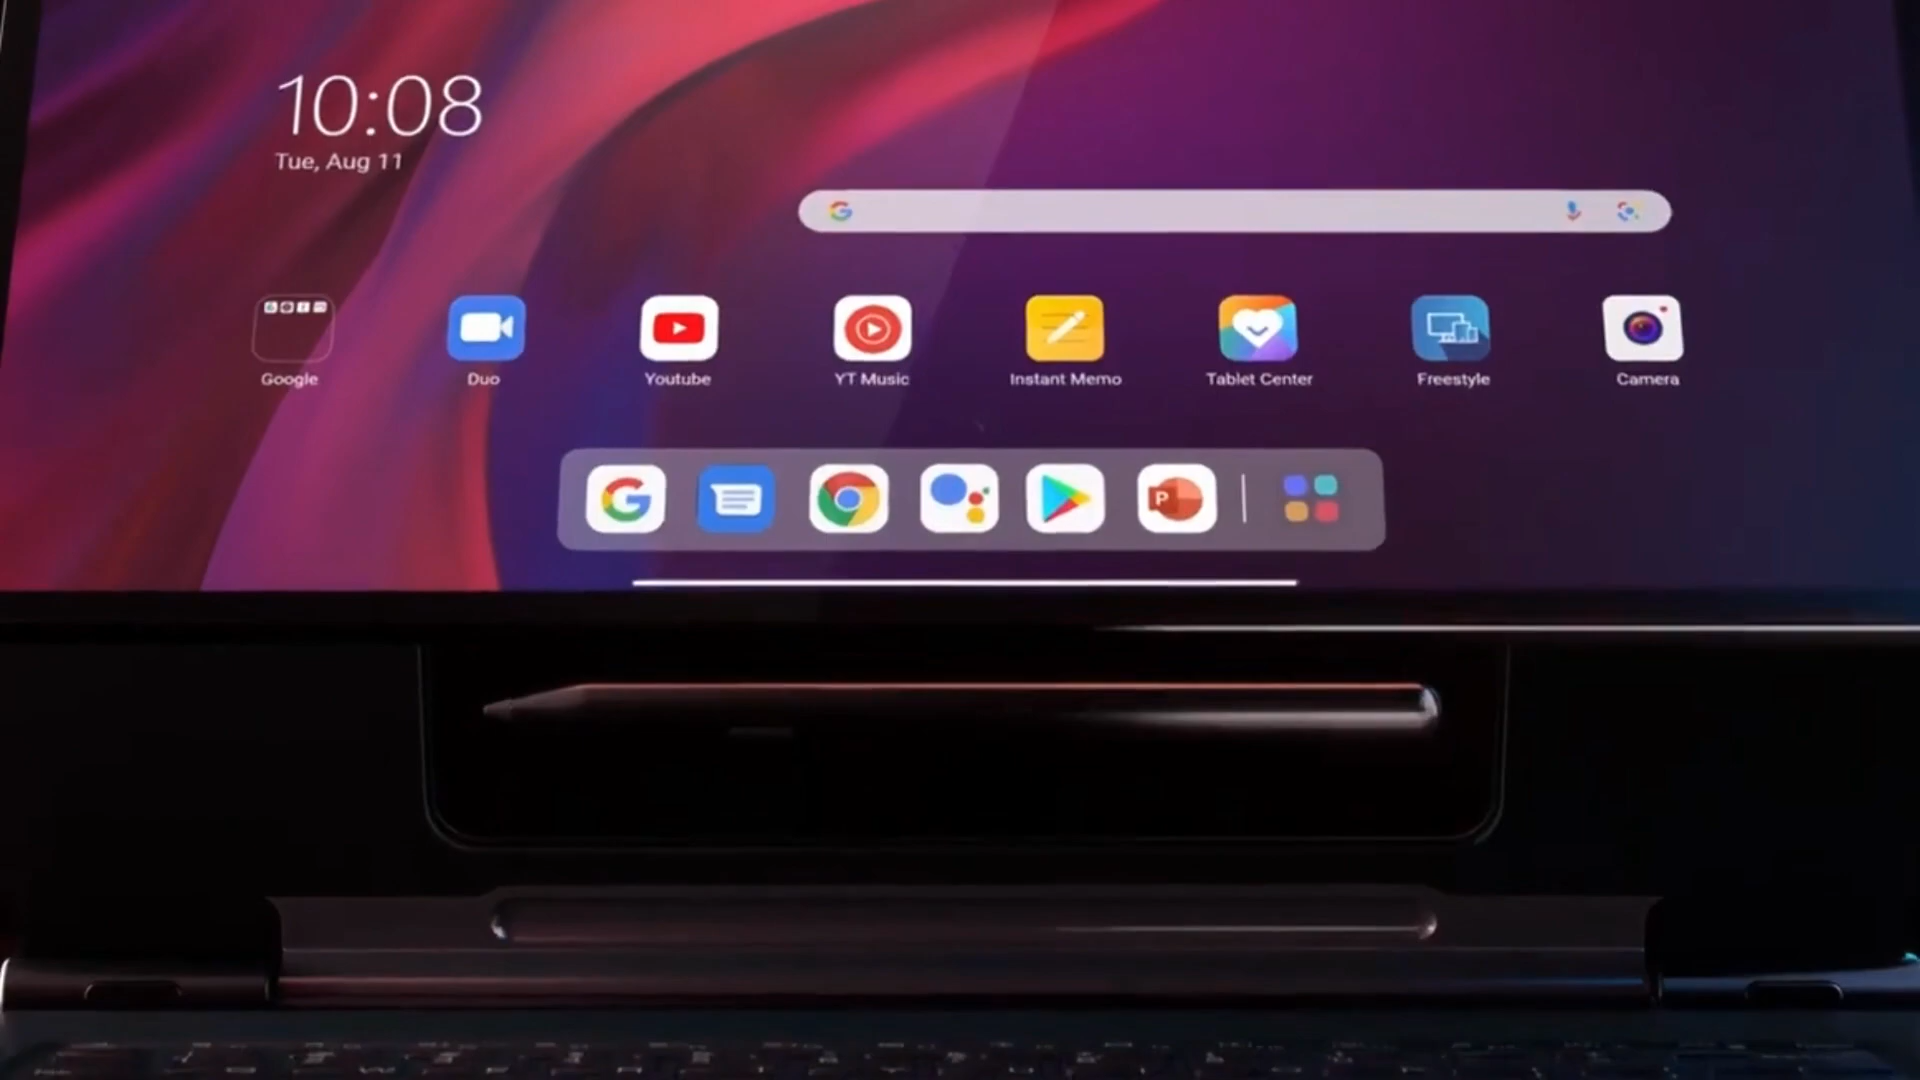 10:08
Tue, Aug 11
Google
Duo
Youtube
YT Music
Instant Memo
Tablet Center
Freestyle
Camera
P